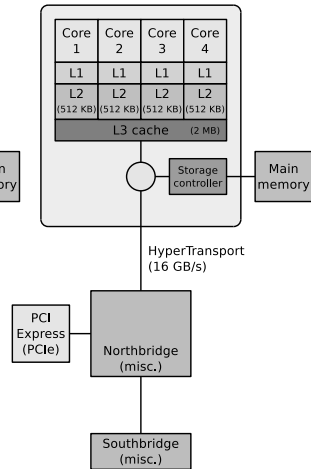 Core Core Core Core
1 2 3 4
L1 L1 L1 L1
L2 L2 L2 L2
(512 KB) (512 KB) (512 KB) (512 KB)
L3 cache (2 MB)
Storage
controller
Main
memory
HyperTransport
(16 GB/s)
PCI
Express
(PCIe)
Northbridge
(misc.)
Southbridge
(misc.)